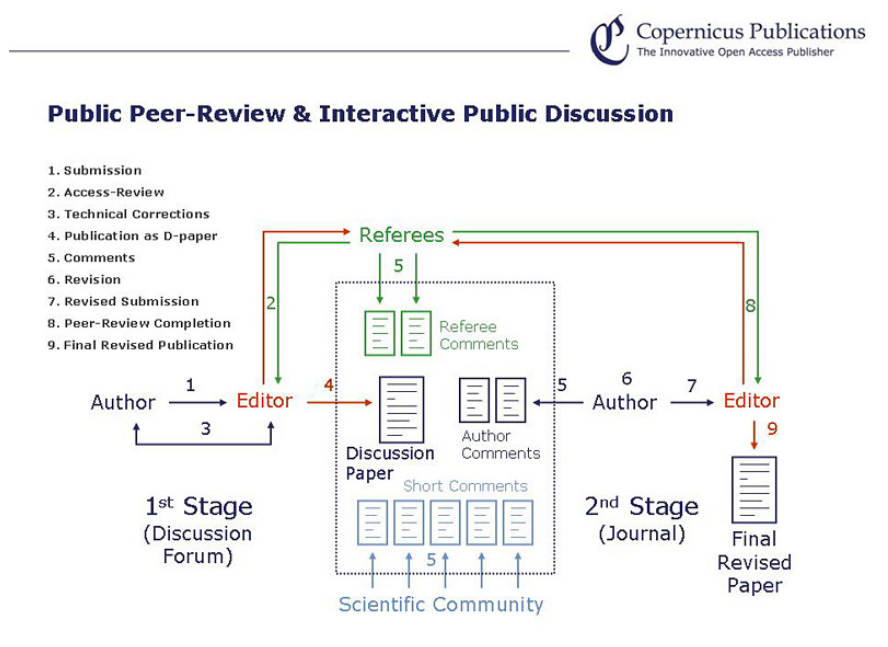 Copernicus Publications
The Innovative Open Access Publisher
Public Peer-Review & Interactive Public Discussion
1. Submission
2. Access-Review
3. Technical Corrections
4. Publication as D-paper
5. Comments
6. Revision
7. Revised Submission
8. Peer-Review Completion
9. Final Revised Publication
Referees
5
2
8
Referee
Comments
1
4
5
6
7
Author
Editor
Author
Editor
3
9
Discussion
Paper
Author
Comments
Short Comments
1st Stage
(Discussion
Forum)
2nd Stage
(Journal)
Final
Revised
Paper
5
Scientific Community